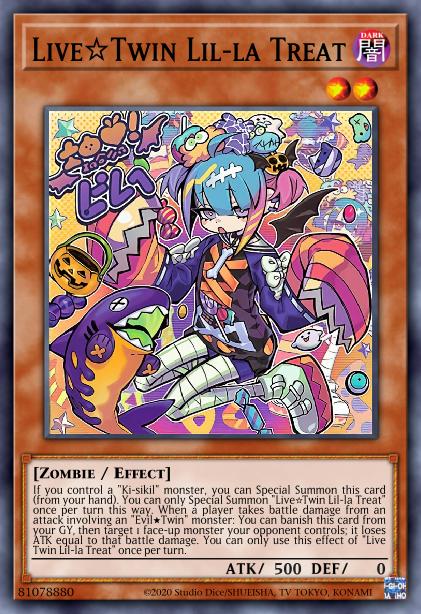 Live☆Twin Lil-la Treat
DARK
闇
[Zombie / Effect]
If you control a "Ki-sikil" monster, you can Special Summon this card
(from your hand). You can only Special Summon "Live☆Twin Lil-la Treat"
once per turn this way. When a player takes battle damage from an
attack involving an "Evil★Twin" monster: You can banish this card from
your GY, then target 1 face-up monster your opponent controls; it loses
ATK equal to that battle damage. You can only use this effect of "Live
Twin Lil-la Treat" once per turn.
ATK/ 500 DEF/ 0
81078880 ©2020 Studio Dice/SHUEISHA, TV TOKYO, KONAMI